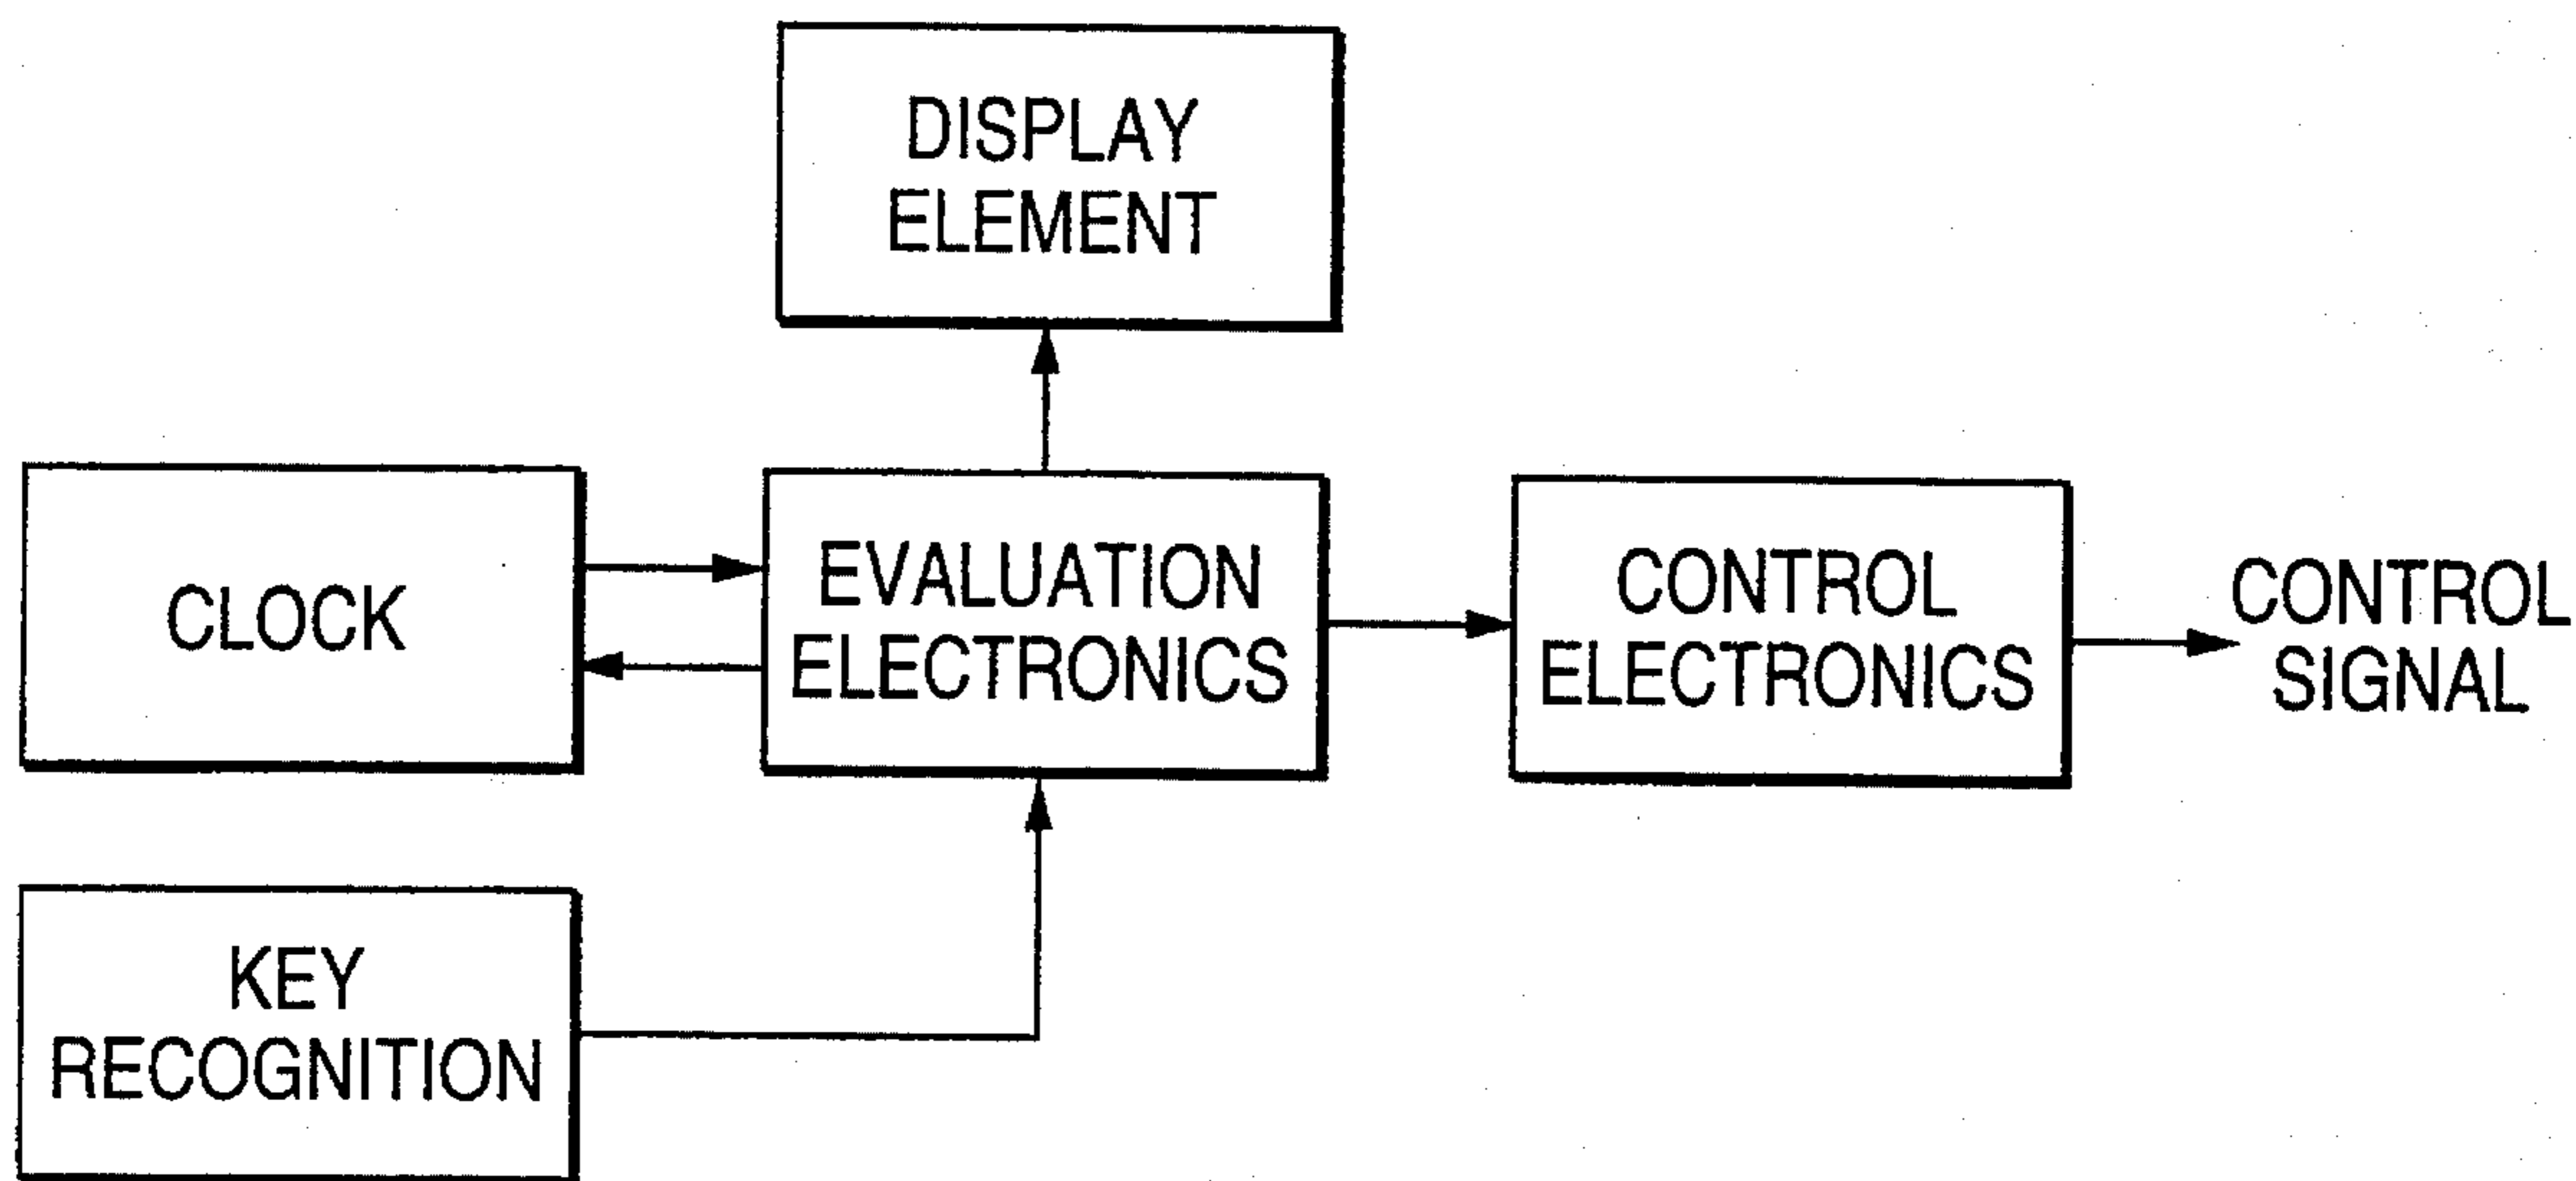 DISPLAY
ELEMENT
CLOCK
EVALUATION
ELECTRONICS
CONTROL
ELECTRONICS
CONTROL
SIGNAL
KEY
RECOGNITION